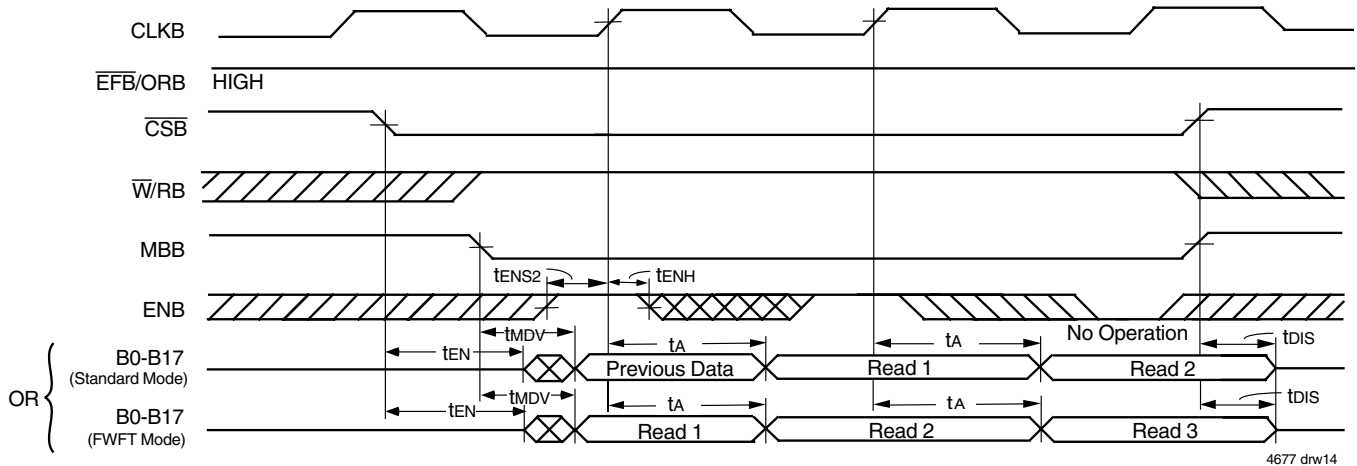 CLKB
EFB/ORB HIGH
CSB
W/RB
MBB
tENS2 tENH
ENB
No Operation
tMDV
tEN tA tA tDIS
B0-B17
(Standard Mode)
Previous Data Read 1 Read 2
OR
tMDV
tEN tA tA tDIS
B0-B17
(FWFT Mode)
Read 1 Read 2 Read 3
4677 drw14